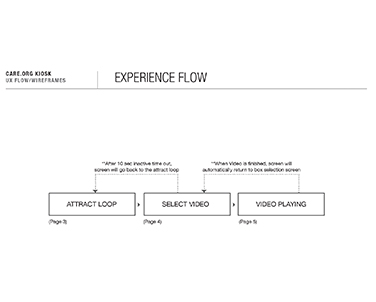 CARE.ORG KIOSK
UX FLOW/WIREFRAMES
EXPERIENCE FLOW
**After 10 sec inactive time out,
screen will go back to the attract loop
**When Video is finished, screen will
automatically return to box selection screen
ATTRACT LOOP
SELECT VIDEO
VIDEO PLAYING
(Page 3)
(Page 4)
(Page 5)